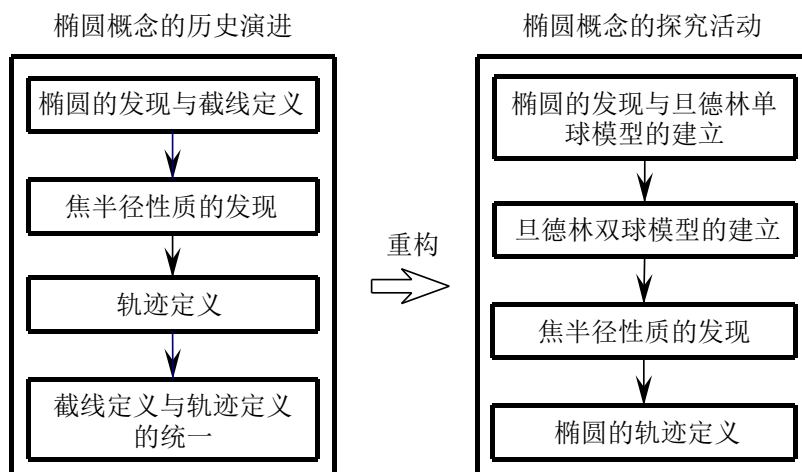 椭圆概念的历史演进
椭圆的发现与截线定义
焦半径性质的发现
轨迹定义
截线定义与轨迹定义
的统一
重构
椭圆概念的探究活动
椭圆的发现与旦德林单
球模型的建立
旦德林双球模型的建立
焦半径性质的发现
椭圆的轨迹定义